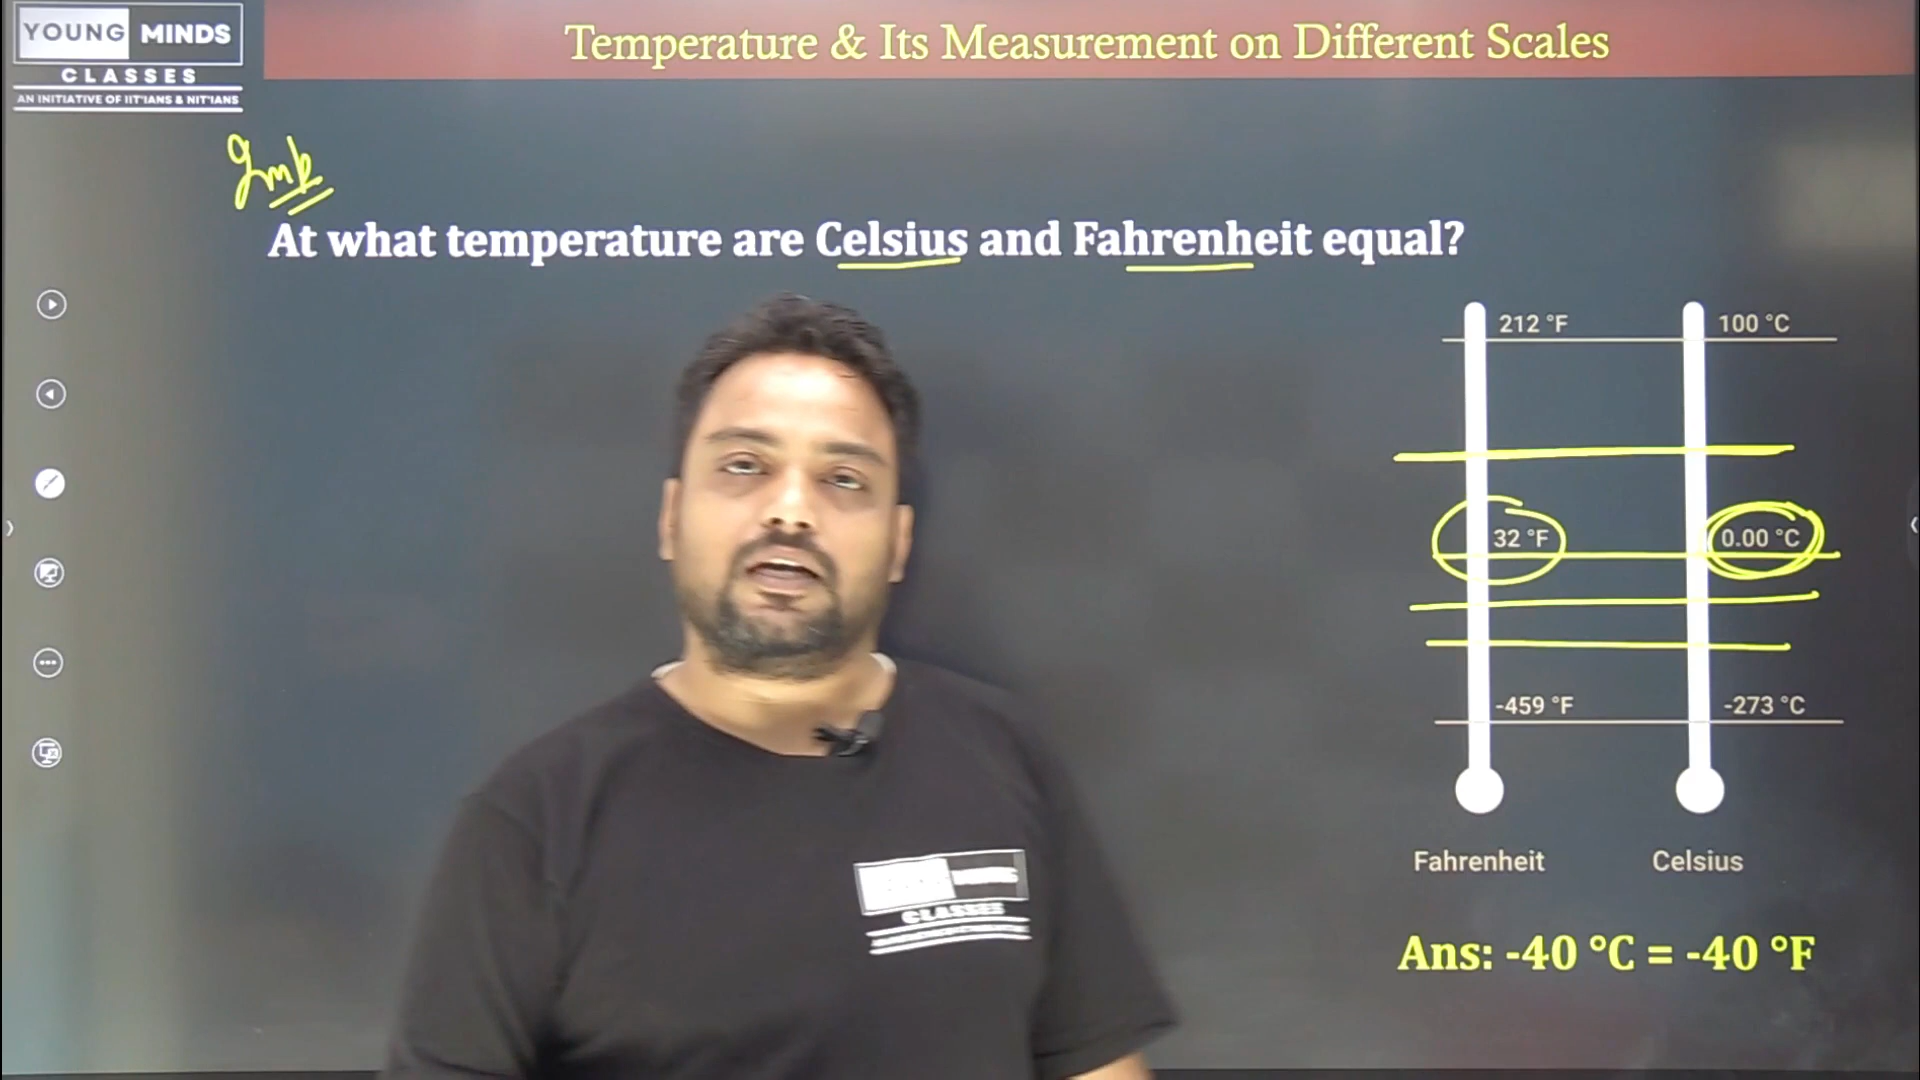 YOUNG MINDS
CLASSES
AN INITIATIVE OF IIT'IANS & NIT'IANS
Temperature & Its Measurement on Different Scales
Imp
At what temperature are Celsius and Fahrenheit equal?
212 °F
100 °C
32 °F
0.00 °C
-459 °F
-273 °C
Fahrenheit
Celsius
CLASSES
Ans: -40 °C = -40 °F